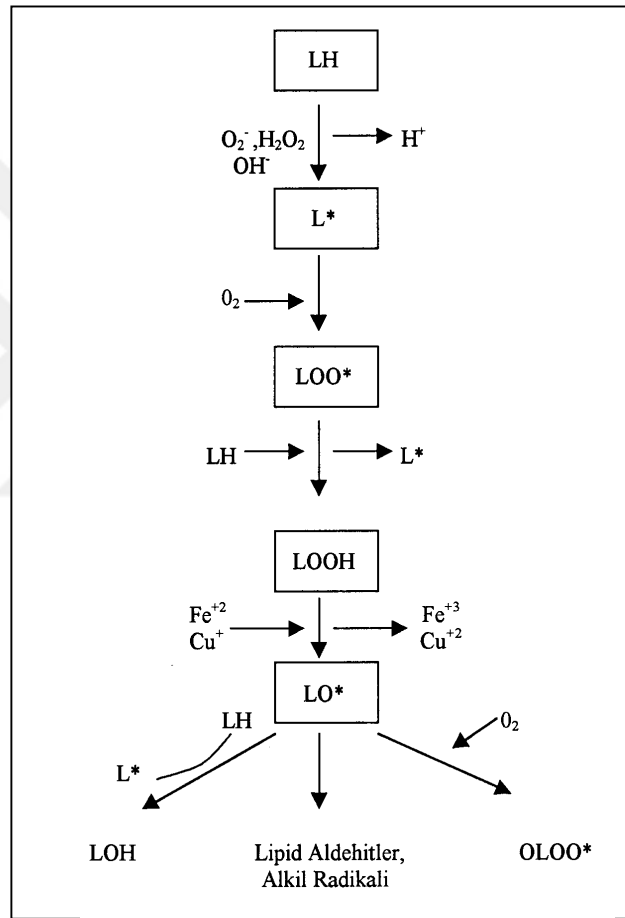 LH
O₂⁻ ,H₂O₂
OH⁻
H⁺
L*
0₂
LOO*
LH
L*
LOOH
Fe⁺²
Cu⁺
Fe⁺³
Cu⁺²
LO*
LH
0₂
L*
LOH
Lipid Aldehitler,
Alkil Radikali
OLOO*